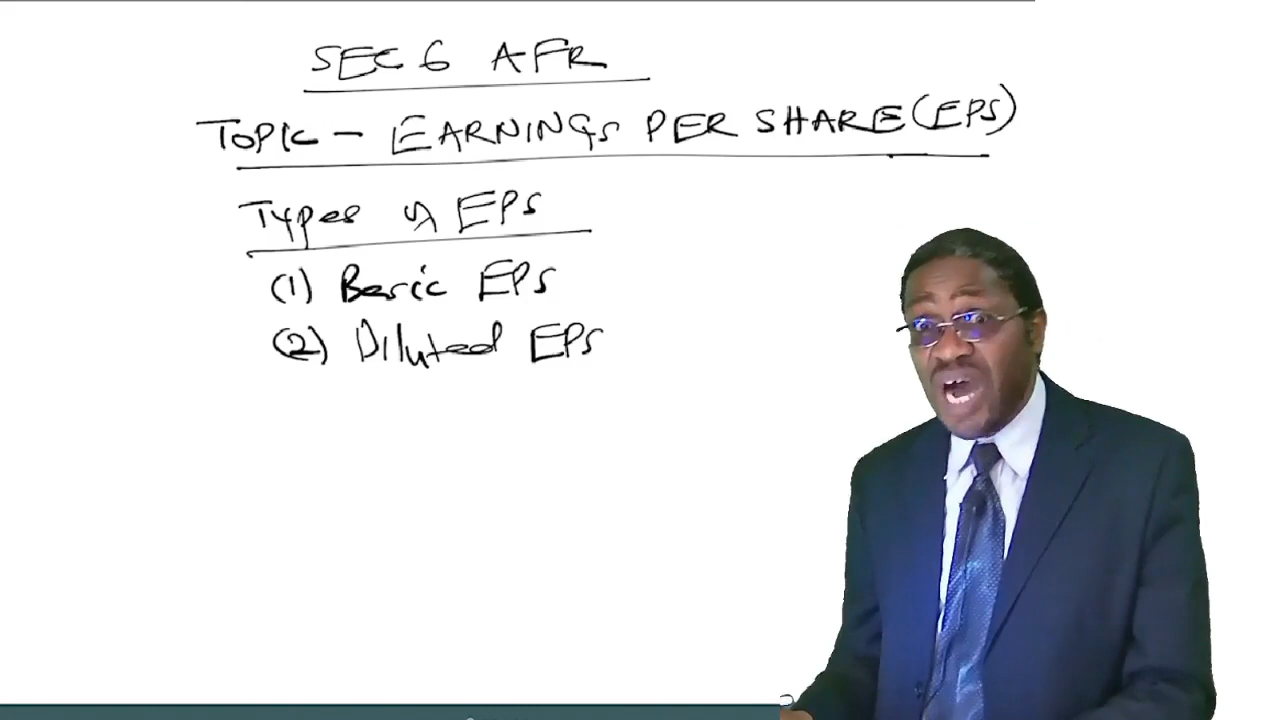 SEC 6 AFR
TOPIC - EARNINGS PER SHARE (EPS)
Types of EPS
(1) Basic EPS
(2) Diluted EPS